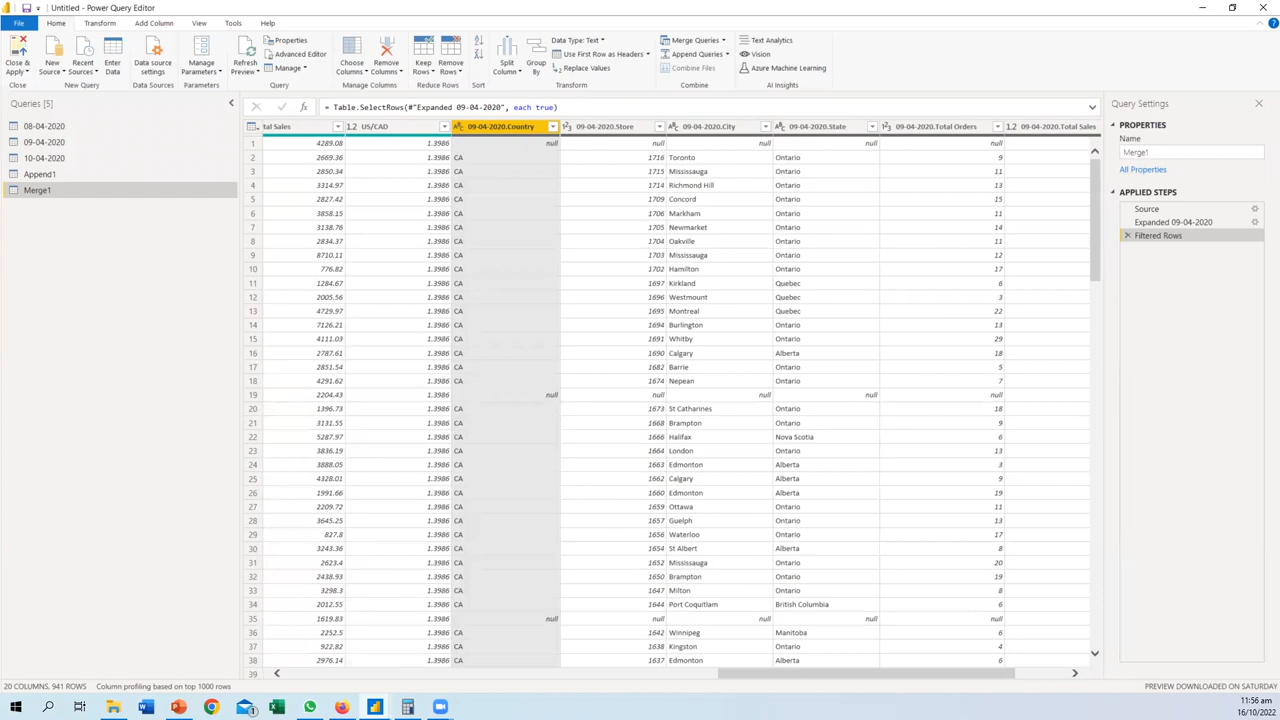 Untitled - Power Query Editor
File Home Transform Add Column View Tools Help
Close & Apply New Source Recent Sources Enter Data Data source settings Manage Parameters Refresh Preview Properties Advanced Editor Manage Choose Columns Remove Columns Keep Rows Remove Rows Split Column Group By Data Type: Text Use First Row as Headers Replace Values Merge Queries Append Queries Combine Files Text Analytics Vision Azure Machine Learning
Close New Query Data Sources Parameters Query Manage Columns Reduce Rows Sort Transform Combine AI Insights
Queries [5]
08-04-2020
09-04-2020
10-04-2020
Append1
Merge1
= Table.SelectRows(#"Expanded 09-04-2020", each true)
tal Sales 1.2 US/CAD 09-04-2020.Country 09-04-2020.Store 09-04-2020.City 09-04-2020.State 09-04-2020.Total Orders 1.2 09-04-2020.Total Sales
1 4289.08 1.3986 null null null null null
2 2669.36 1.3986 CA 1716 Toronto Ontario 9
3 2850.34 1.3986 CA 1715 Mississauga Ontario 11
4 3314.97 1.3986 CA 1714 Richmond Hill Ontario 13
5 2827.42 1.3986 CA 1709 Concord Ontario 15
6 3858.15 1.3986 CA 1706 Markham Ontario 11
7 3138.76 1.3986 CA 1705 Newmarket Ontario 14
8 2834.37 1.3986 CA 1704 Oakville Ontario 11
9 8710.11 1.3986 CA 1703 Mississauga Ontario 12
10 776.82 1.3986 CA 1702 Hamilton Ontario 17
11 1284.67 1.3986 CA 1697 Kirkland Quebec 6
12 2005.56 1.3986 CA 1696 Westmount Quebec 3
13 4729.97 1.3986 CA 1695 Montreal Quebec 22
14 7126.21 1.3986 CA 1694 Burlington Ontario 13
15 4111.03 1.3986 CA 1691 Whitby Ontario 29
16 2787.61 1.3986 CA 1690 Calgary Alberta 18
17 2851.54 1.3986 CA 1682 Barrie Ontario 5
18 4291.62 1.3986 CA 1674 Nepean Ontario 7
19 2204.43 1.3986 null null null null null
20 1396.73 1.3986 CA 1673 St Catharines Ontario 18
21 3131.55 1.3986 CA 1668 Brampton Ontario 9
22 5287.97 1.3986 CA 1666 Halifax Nova Scotia 6
23 3836.19 1.3986 CA 1664 London Ontario 13
24 3888.05 1.3986 CA 1663 Edmonton Alberta 3
25 4328.01 1.3986 CA 1662 Calgary Alberta 9
26 1991.66 1.3986 CA 1660 Edmonton Alberta 19
27 2209.72 1.3986 CA 1659 Ottawa Ontario 11
28 3645.25 1.3986 CA 1657 Guelph Ontario 13
29 827.8 1.3986 CA 1656 Waterloo Ontario 6
30 3243.36 1.3986 CA 1654 St Albert Alberta 8
31 2623.4 1.3986 CA 1652 Mississauga Ontario 20
32 2438.93 1.3986 CA 1650 Brampton Ontario 19
33 3298.3 1.3986 CA 1647 Milton Ontario 8
34 2012.55 1.3986 CA 1644 Port Coquitlam British Columbia 6
35 1619.83 1.3986 null null null null null
36 2252.5 1.3986 CA 1642 Winnipeg Manitoba 6
37 922.82 1.3986 CA 1638 Kingston Ontario 4
38 2976.14 1.3986 CA 1637 Edmonton Alberta 6
39
Query Settings
PROPERTIES
Name
Merge1
All Properties
APPLIED STEPS
Source
Expanded 09-04-2020
Filtered Rows
20 COLUMNS, 941 ROWS Column profiling based on top 1000 rows PREVIEW DOWNLOADED ON SATURDAY
11:56 am
16/10/2022